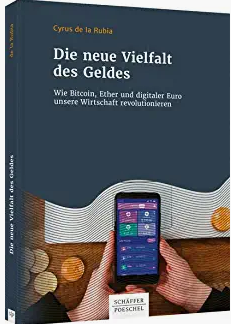 Cyrus de la Rubia
Die neue Vielfalt
des Geldes
Wie Bitcoin, Ether und digitaler Euro
unsere Wirtschaft revolutionieren
SCHÄFFER
POESCHEL
Cyrus de la Rubia
Die neue Vielfalt des Geldes